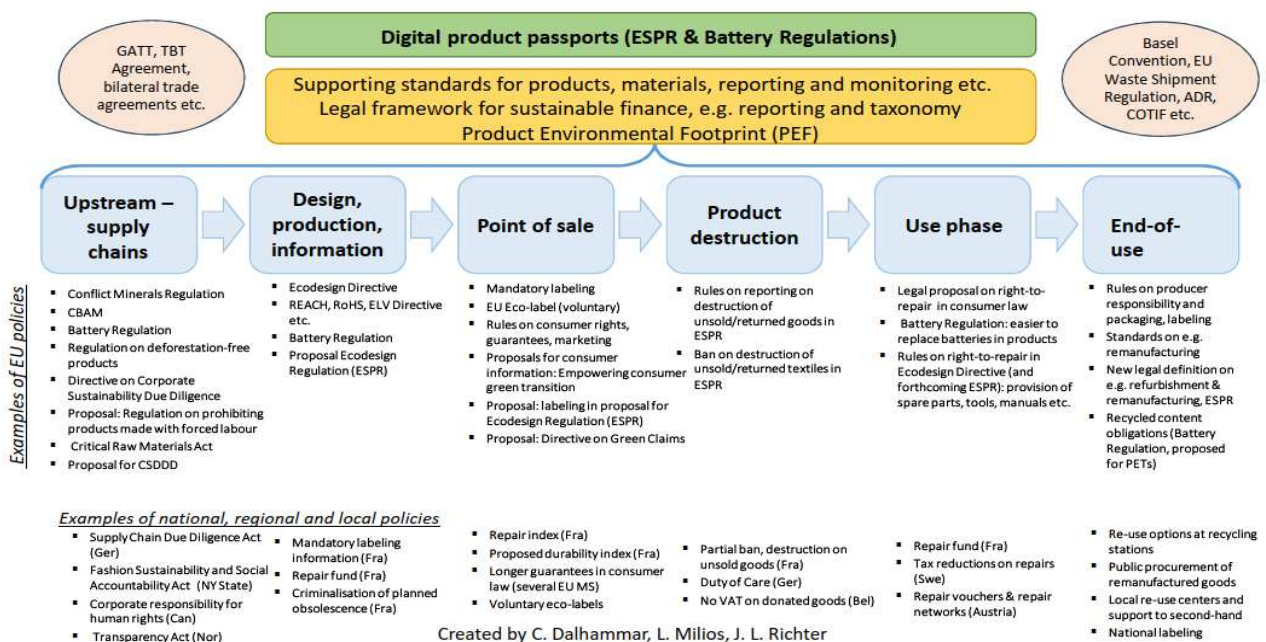 GATT, TBT
Agreement,
bilateral trade
agreements etc.
Digital product passports (ESPR & Battery Regulations)
Supporting standards for products, materials, reporting and monitoring etc.
Legal framework for sustainable finance, e.g. reporting and taxonomy
Product Environmental Footprint (PEF)
Basel
Convention, EU
Waste Shipment
Regulation, ADR,
COTIF etc.
Upstream –
supply
chains
Design,
production,
information
Point of sale
Product
destruction
Use phase
End-of-
use
Examples of EU policies
▪ Conflict Minerals Regulation
▪ CBAM
▪ Battery Regulation
▪ Regulation on deforestation-free
products
▪ Directive on Corporate
Sustainability Due Diligence
▪ Proposal: Regulation on prohibiting
products made with forced labour
▪ Critical Raw Materials Act
▪ Proposal for CSDDD
▪ Ecodesign Directive
▪ REACH, RoHS, ELV Directive
etc.
▪ Battery Regulation
▪ Proposal Ecodesign
Regulation (ESPR)
▪ Mandatory labeling
▪ EU Eco-label (voluntary)
▪ Rules on consumer rights,
guarantees, marketing
▪ Proposals for consumer
information: Empowering consumer
green transition
▪ Proposal: labeling in proposal for
Ecodesign Regulation (ESPR)
▪ Proposal: Directive on Green Claims
▪ Rules on reporting on
destruction of
unsold/returned goods in
ESPR
▪ Ban on destruction of
unsold/returned textiles in
ESPR
▪ Legal proposal on right-to-
repair in consumer law
▪ Battery Regulation: easier to
replace batteries in products
▪ Rules on right-to-repair in
Ecodesign Directive (and
forthcoming ESPR): provision of
spare parts, tools, manuals etc.
▪ Rules on producer
responsibility and
packaging, labeling
▪ Standards on e.g.
remanufacturing
▪ New legal definition on
e.g. refurbishment &
remanufacturing, ESPR
▪ Recycled content
obligations (Battery
Regulation, proposed
for PETs)
Examples of national, regional and local policies
▪ Supply Chain Due Diligence Act
(Ger)
▪ Fashion Sustainability and Social
Accountability Act (NY State)
▪ Corporate responsibility for
human rights (Can)
▪ Transparency Act (Nor)
▪ Mandatory labeling
information (Fra)
▪ Repair fund (Fra)
▪ Criminalisation of planned
obsolescence (Fra)
▪ Repair index (Fra)
▪ Proposed durability index (Fra)
▪ Longer guarantees in consumer
law (several EU MS)
▪ Voluntary eco-labels
▪ Partial ban, destruction on
unsold goods (Fra)
▪ Duty of Care (Ger)
▪ No VAT on donated goods (Bel)
▪ Repair fund (Fra)
▪ Tax reductions on repairs
(Swe)
▪ Repair vouchers & repair
networks (Austria)
▪ Re-use options at recycling
stations
▪ Public procurement of
remanufactured goods
▪ Local re-use centers and
support to second-hand
▪ National labeling
Created by C. Dalhammar, L. Milios, J. L. Richter